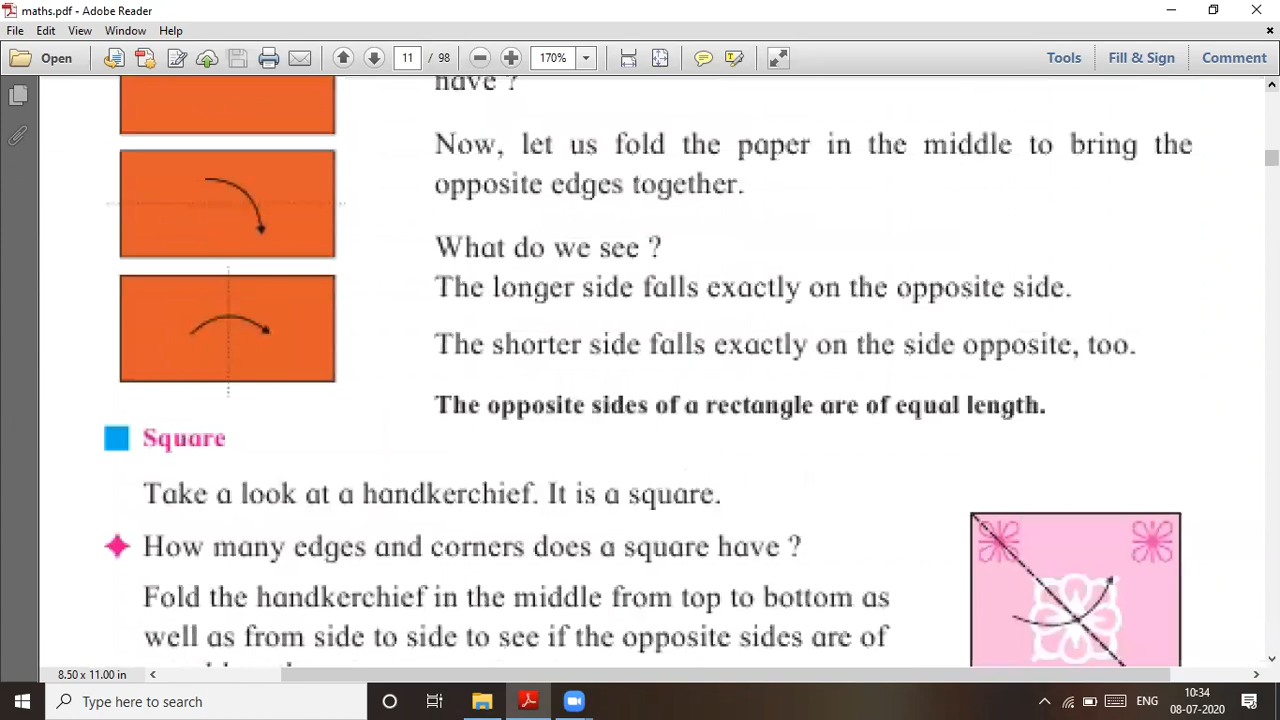 maths.pdf - Adobe Reader
File Edit View Window Help
Open 11 / 98 170% Tools Fill & Sign Comment
have ?
Now, let us fold the paper in the middle to bring the
opposite edges together.
What do we see ?
The longer side falls exactly on the opposite side.
The shorter side falls exactly on the side opposite, too.
The opposite sides of a rectangle are of equal length.
Square
Take a look at a handkerchief. It is a square.
How many edges and corners does a square have ?
Fold the handkerchief in the middle from top to bottom as
well as from side to side to see if the opposite sides are of
8.50 x 11.00 in
Type here to search
ENG
10:34
08-07-2020